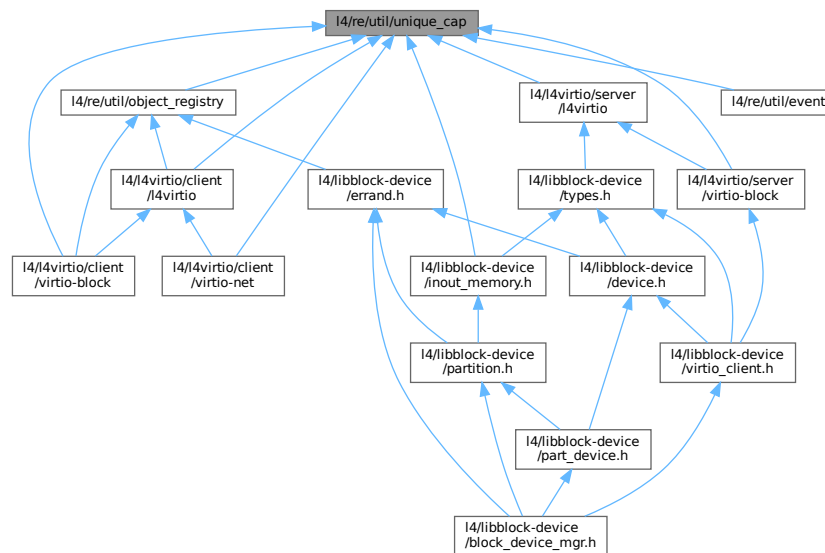 l4/re/util/unique_cap
l4/re/util/object_registry
l4/l4virtio/server
/l4virtio
l4/re/util/event
l4/l4virtio/client
/l4virtio
l4/libblock-device
/errand.h
l4/libblock-device
/types.h
l4/l4virtio/server
/virtio-block
l4/l4virtio/client
/virtio-block
l4/l4virtio/client
/virtio-net
l4/libblock-device
/inout_memory.h
l4/libblock-device
/device.h
l4/libblock-device
/partition.h
l4/libblock-device
/virtio_client.h
l4/libblock-device
/part_device.h
l4/libblock-device
/block_device_mgr.h